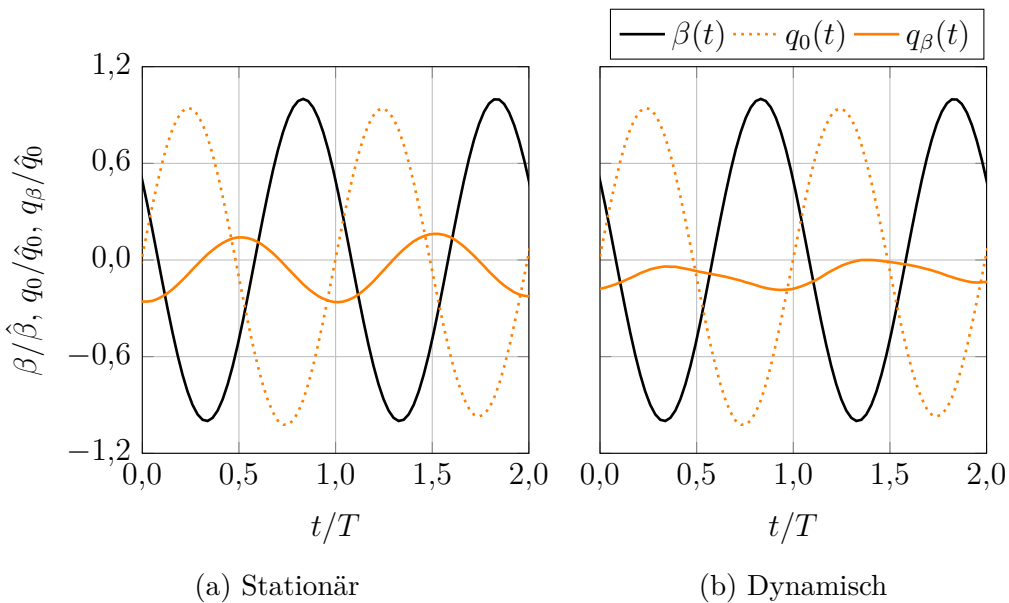 β(t) q₀(t) q_β(t)
1,2
0,6
0,0
−0,6
−1,2
β/β̂, q₀/q̂₀, q_β/q̂₀
0,0 0,5 1,0 1,5 2,0
0,0 0,5 1,0 1,5 2,0
t/T
t/T
(a) Stationär
(b) Dynamisch